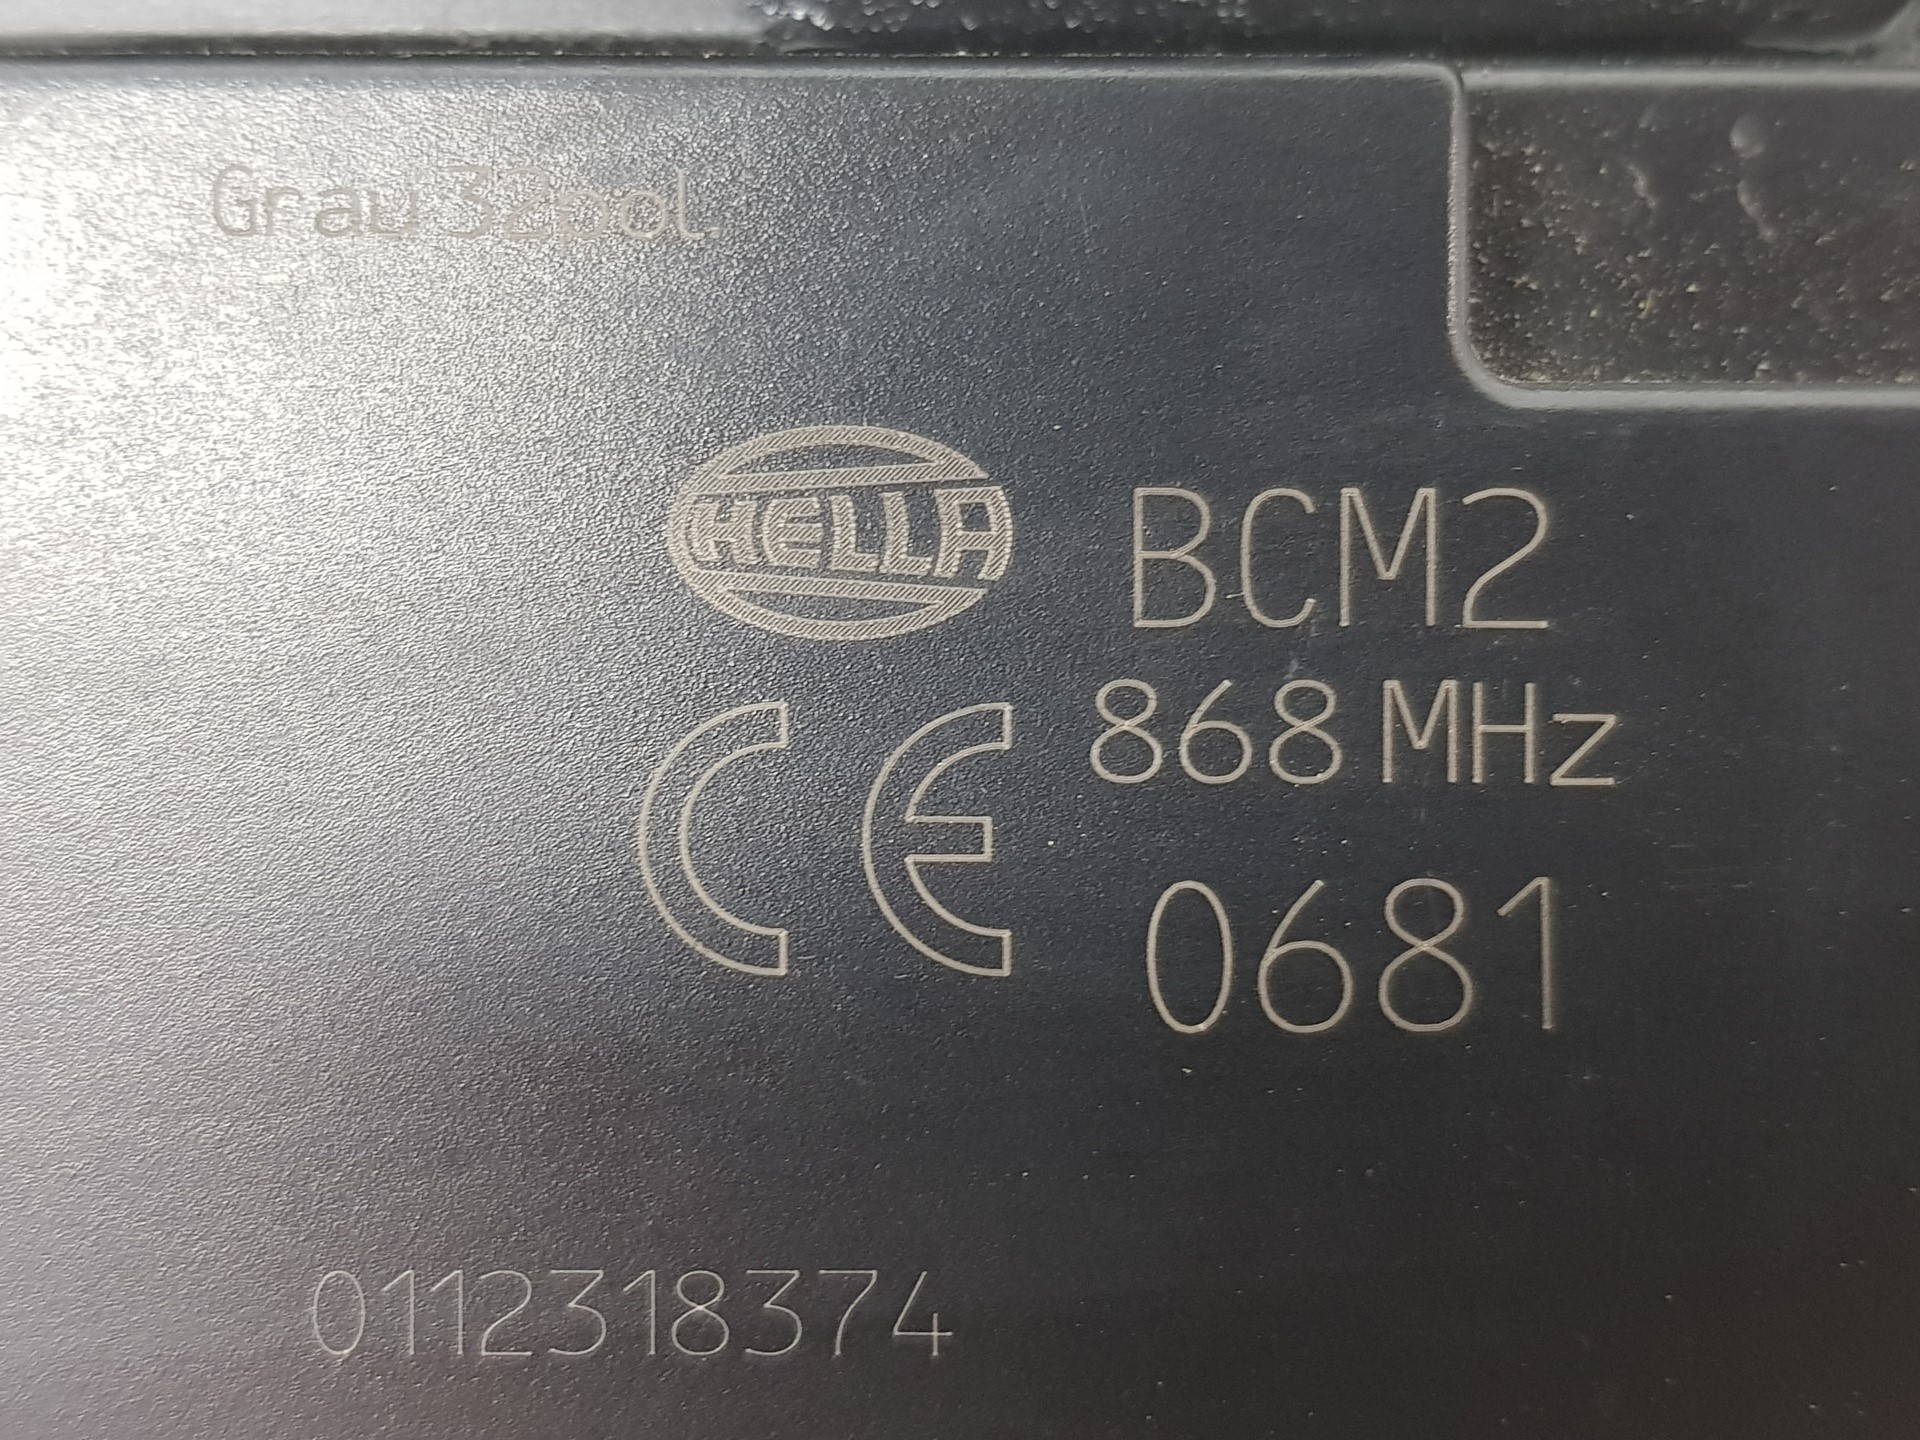 Grau 32pol.
HELLA BCM2
868 MHz
CE 0681
0112318374